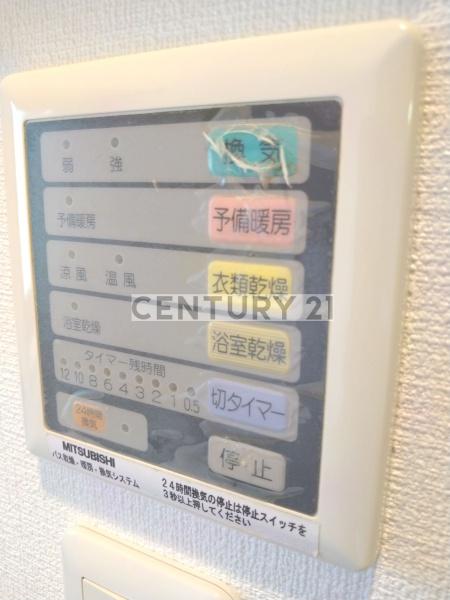 弱 強 換気
予備暖房 予備暖房
涼風 温風 衣類乾燥
CENTURY 21
浴室乾燥 浴室乾燥
タイマー残時間
12 10 8 6 4 3 2 1 0.5 切タイマー
24時間
換気
停止
MITSUBISHI
バス乾燥・暖房・換気システム
24時間換気の停止は停止スイッチを
3秒以上押してください